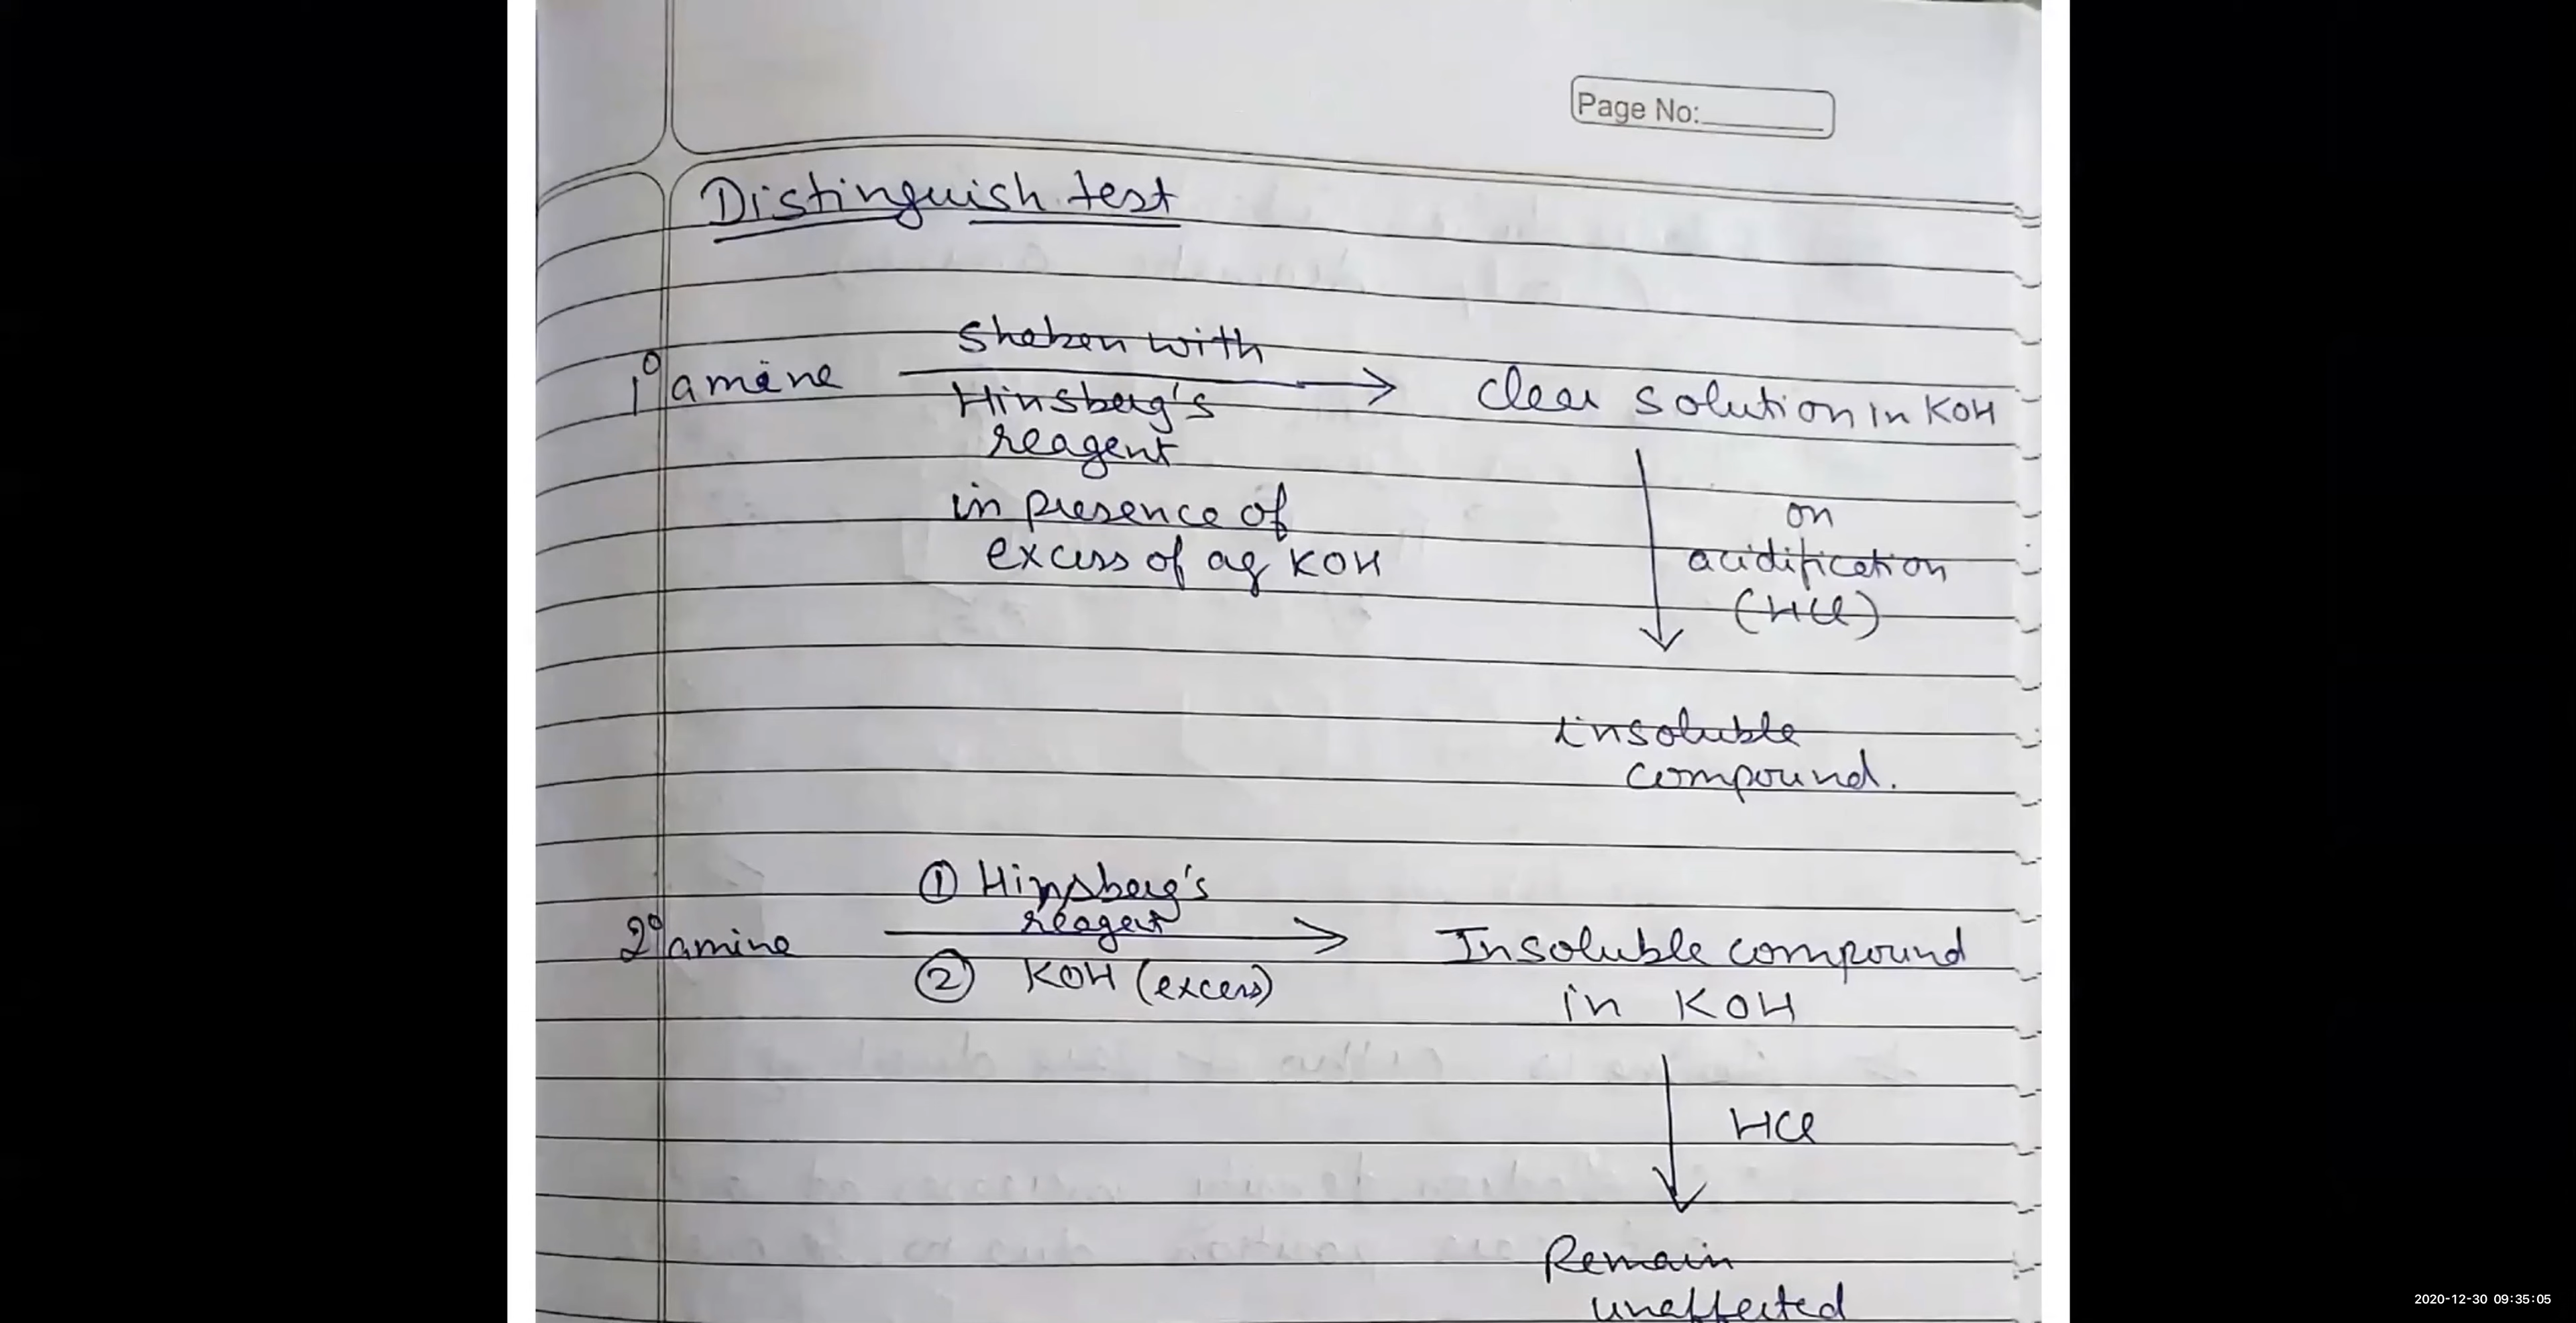 Page No:
Distinguish test
1° amine
Shaken with
Hinsberg's
reagent
in presence of
excess of aq KOH
clear solution in KOH
on
acidification
(HCl)
insoluble
compound.
2° amine
① Hinsberg's
reagent
② KOH (excess)
Insoluble compound
in KOH
HCl
Remain
unaffected
2020-12-30 09:35:05